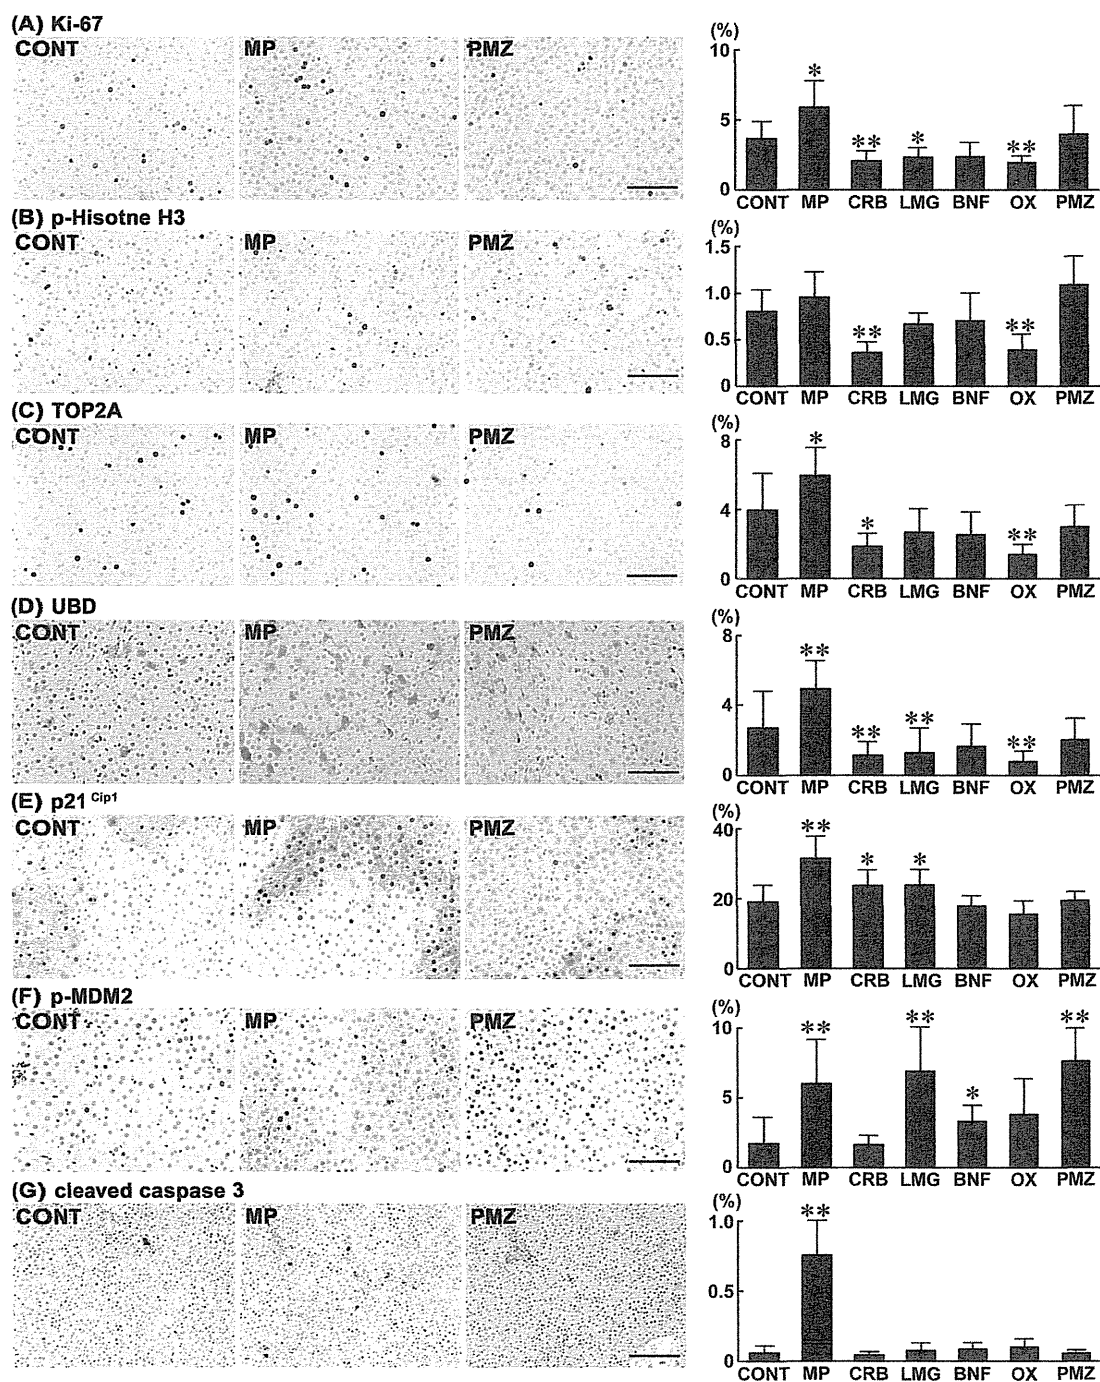 (A) Ki-67
CONT MP PMZ
(%)
10
5
0
* ** * **
CONT MP CRB LMG BNF OX PMZ
(B) p-Hisotne H3
CONT MP PMZ
(%)
1.5
1.0
0.5
0
** **
CONT MP CRB LMG BNF OX PMZ
(C) TOP2A
CONT MP PMZ
(%)
8
4
0
* * **
CONT MP CRB LMG BNF OX PMZ
(D) UBD
CONT MP PMZ
(%)
8
4
0
** ** ** **
CONT MP CRB LMG BNF OX PMZ
(E) p21 Cip1
CONT MP PMZ
40
20
0
** * *
CONT MP CRB LMG BNF OX PMZ
(F) p-MDM2
CONT MP PMZ
(%)
10
5
0
** ** * **
CONT MP CRB LMG BNF OX PMZ
(G) cleaved caspase 3
CONT MP PMZ
(%)
1.0
0.5
0
**
CONT MP CRB LMG BNF OX PMZ